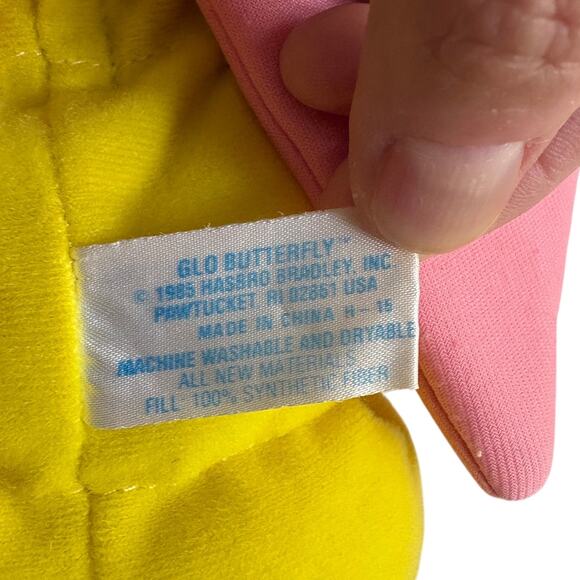 GLO BUTTERFLY™
© 1985 HASBRO BRADLEY, INC.
PAWTUCKET RI 02861 USA
MADE IN CHINA H-15
MACHINE WASHABLE AND DRYABLE
ALL NEW MATERIALS
FILL: 100% SYNTHETIC FIBER